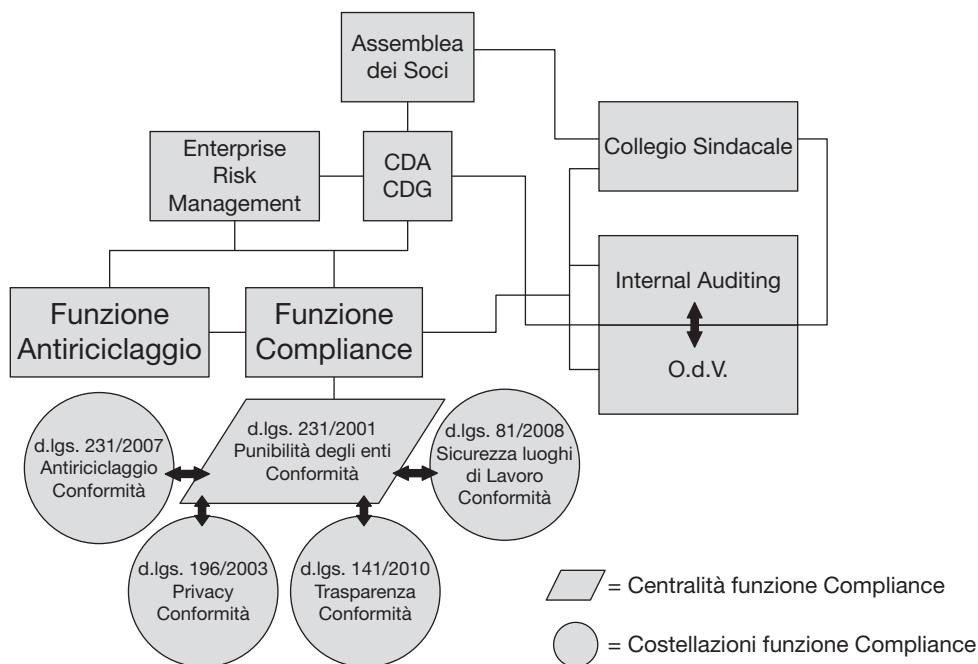 Assemblea
dei Soci
Enterprise
Risk
Management
CDA
CDG
Collegio Sindacale
Internal Auditing
O.d.V.
Funzione
Antiriciclaggio
Funzione
Compliance
d.lgs. 231/2007
Antiriciclaggio
Conformità
d.lgs. 231/2001
Punibilità degli enti
Conformità
d.lgs. 81/2008
Sicurezza luoghi
di Lavoro
Conformità
d.lgs. 196/2003
Privacy
Conformità
d.lgs. 141/2010
Trasparenza
Conformità
= Centralità funzione Compliance
= Costellazioni funzione Compliance